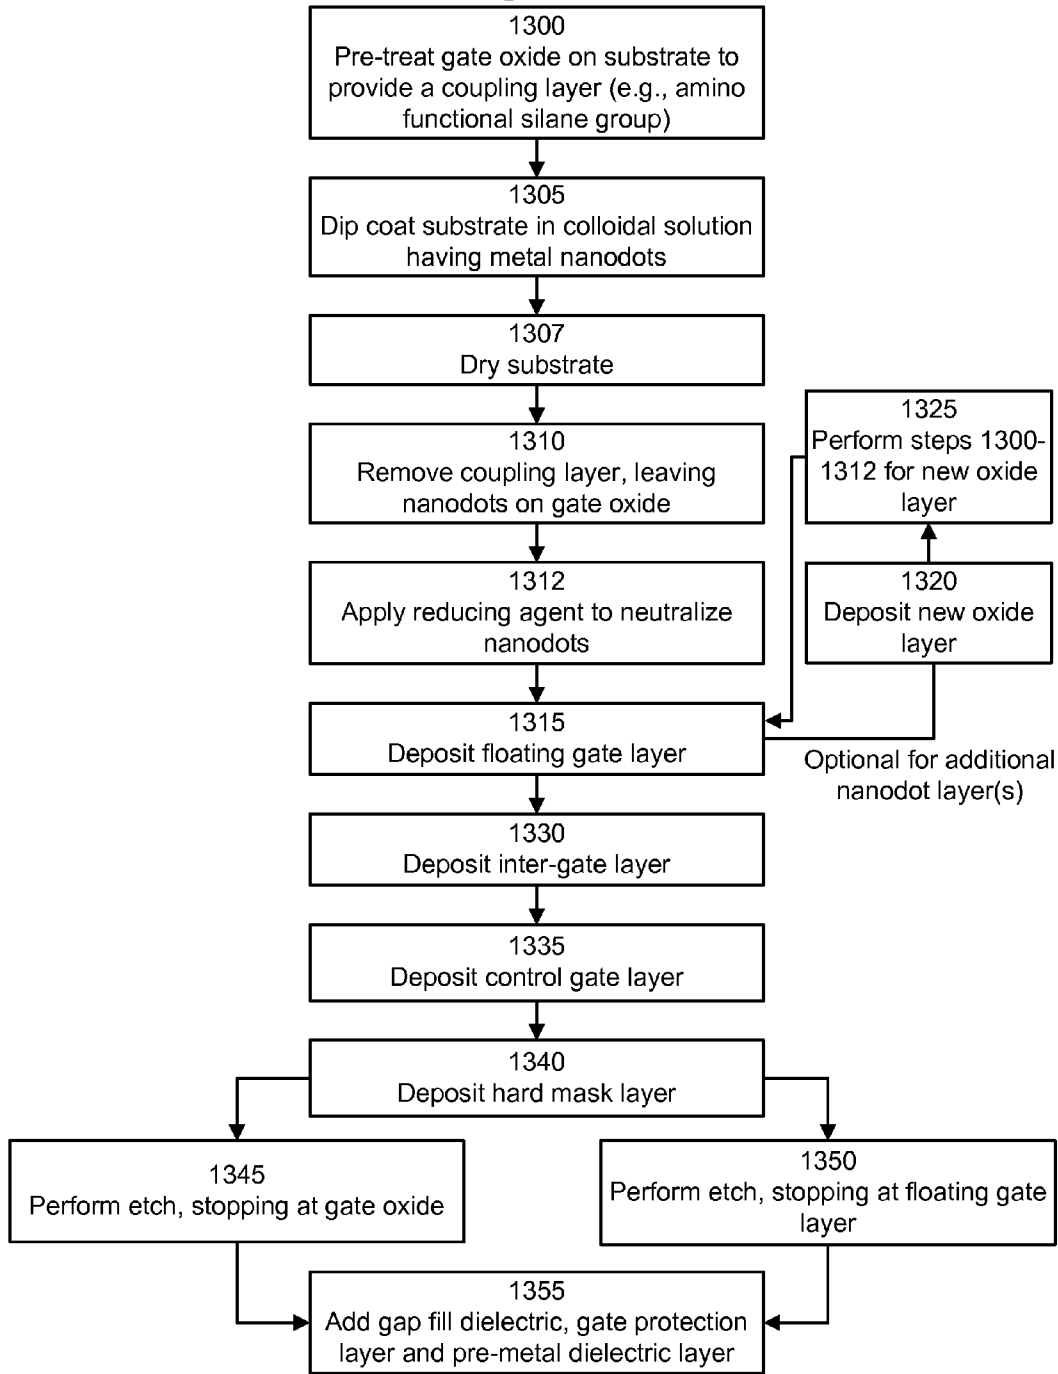 1300
Pre-treat gate oxide on substrate to
provide a coupling layer (e.g., amino
functional silane group)
1305
Dip coat substrate in colloidal solution
having metal nanodots
1307
Dry substrate
1310
Remove coupling layer, leaving
nanodots on gate oxide
1312
Apply reducing agent to neutralize
nanodots
1315
Deposit floating gate layer
1325
Perform steps 1300-
1312 for new oxide
layer
1320
Deposit new oxide
layer
Optional for additional
nanodot layer(s)
1330
Deposit inter-gate layer
1335
Deposit control gate layer
1340
Deposit hard mask layer
1345
Perform etch, stopping at gate oxide
1350
Perform etch, stopping at floating gate
layer
1355
Add gap fill dielectric, gate protection
layer and pre-metal dielectric layer